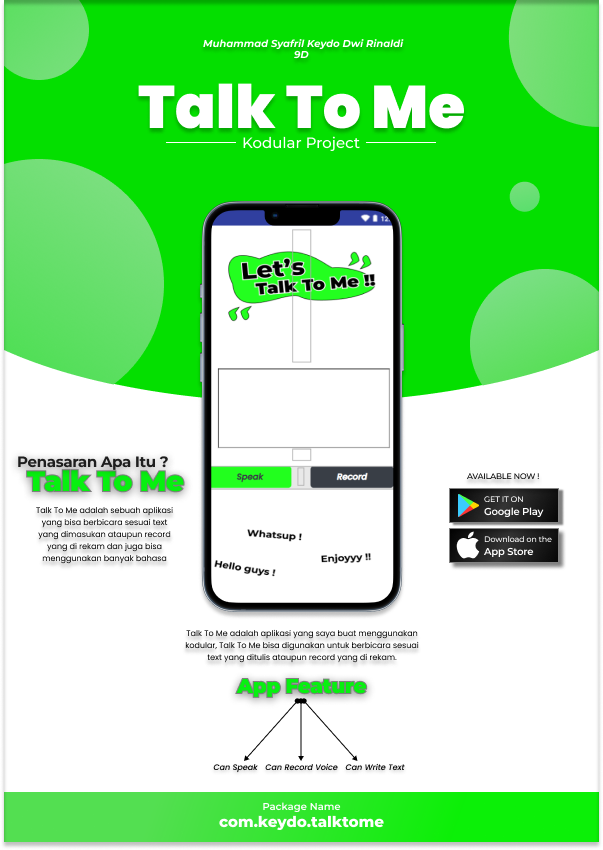 Muhammad Syafril Keydo Dwi Rinaldi
9D
Talk To Me
Kodular Project
12:
Let's
Talk To Me !!
Speak
Record
Whatsup !
Enjoyyy !!
Hello guys !
Penasaran Apa Itu ?
Talk To Me
Talk To Me adalah sebuah aplikasi
yang bisa berbicara sesuai text
yang dimasukan ataupun record
yang di rekam dan juga bisa
menggunakan banyak bahasa
AVAILABLE NOW !
GET IT ON
Google Play
Download on the
App Store
Talk To Me adalah aplikasi yang saya buat menggunakan
kodular, Talk To Me bisa digunakan untuk berbicara sesuai
text yang ditulis ataupun record yang di rekam.
App Feature
Can Speak
Can Record Voice
Can Write Text
Package Name
com.keydo.talktome